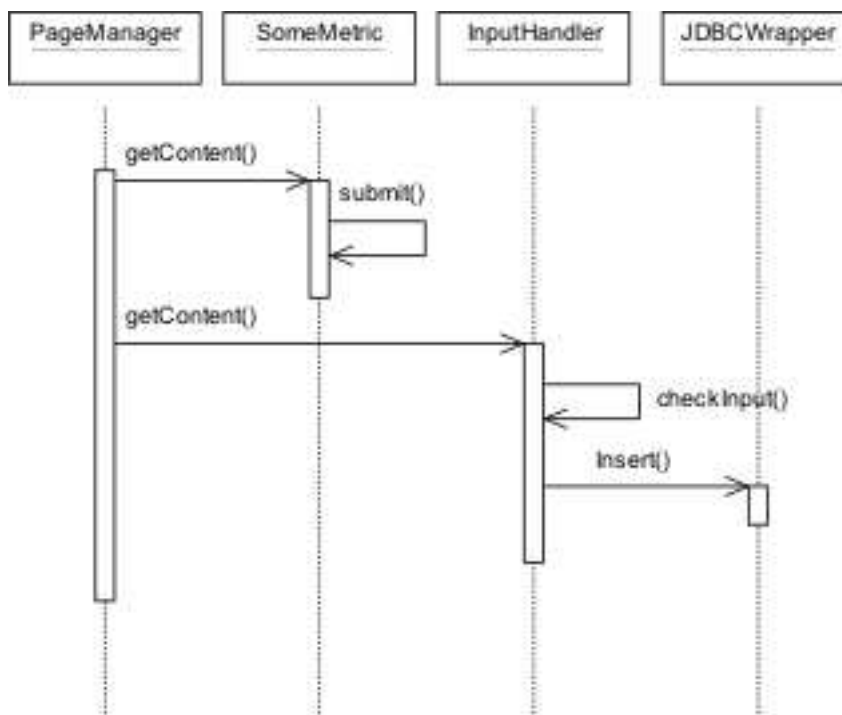 PageManager
SomeMetric
InputHandler
JDBCWrapper
getContent()
submit()
getContent()
checkInput()
Insert()